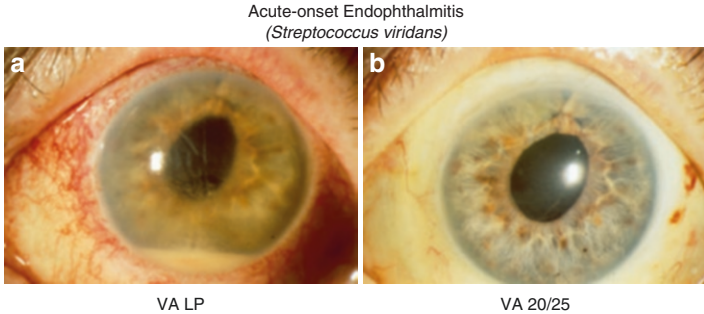 Acute-onset Endophthalmitis
(Streptococcus viridans)
a
b
VA LP
VA 20/25